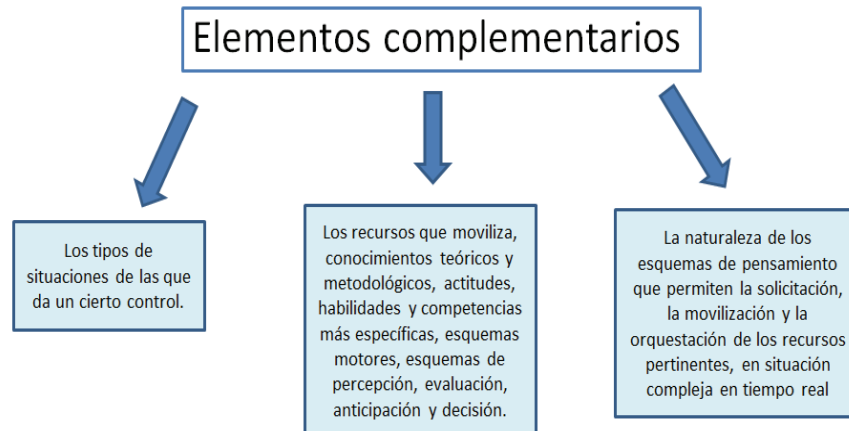 Elementos complementarios
Los tipos de
situaciones de las que
da un cierto control.
Los recursos que moviliza,
conocimientos teóricos y
metodológicos, actitudes,
habilidades y competencias
más específicas, esquemas
motores, esquemas de
percepción, evaluación,
anticipación y decisión.
La naturaleza de los
esquemas de pensamiento
que permiten la solicitación,
la movilización y la
orquestación de los recursos
pertinentes, en situación
compleja en tiempo real